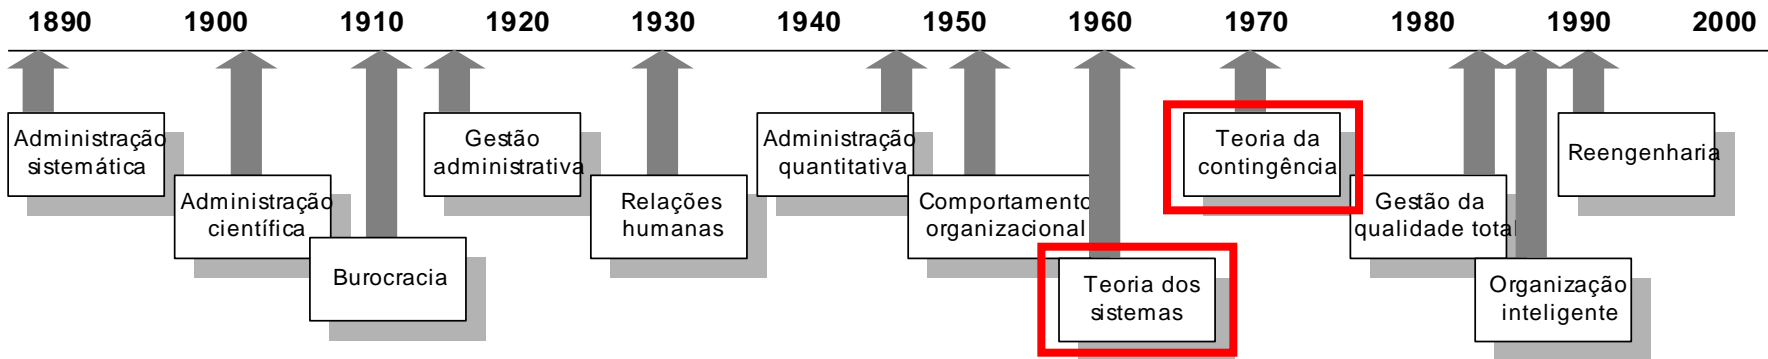 1890 1900 1910 1920 1930 1940 1950 1960 1970 1980 1990 2000
Administração
sistemática
Administração
científica
Burocracia
Gestão
administrativa
Relações
humanas
Administração
quantitativa
Comportamento
organizacional
Teoria dos
sistemas
Teoria da
contingência
Gestão da
qualidade total
Organização
inteligente
Reengenharia